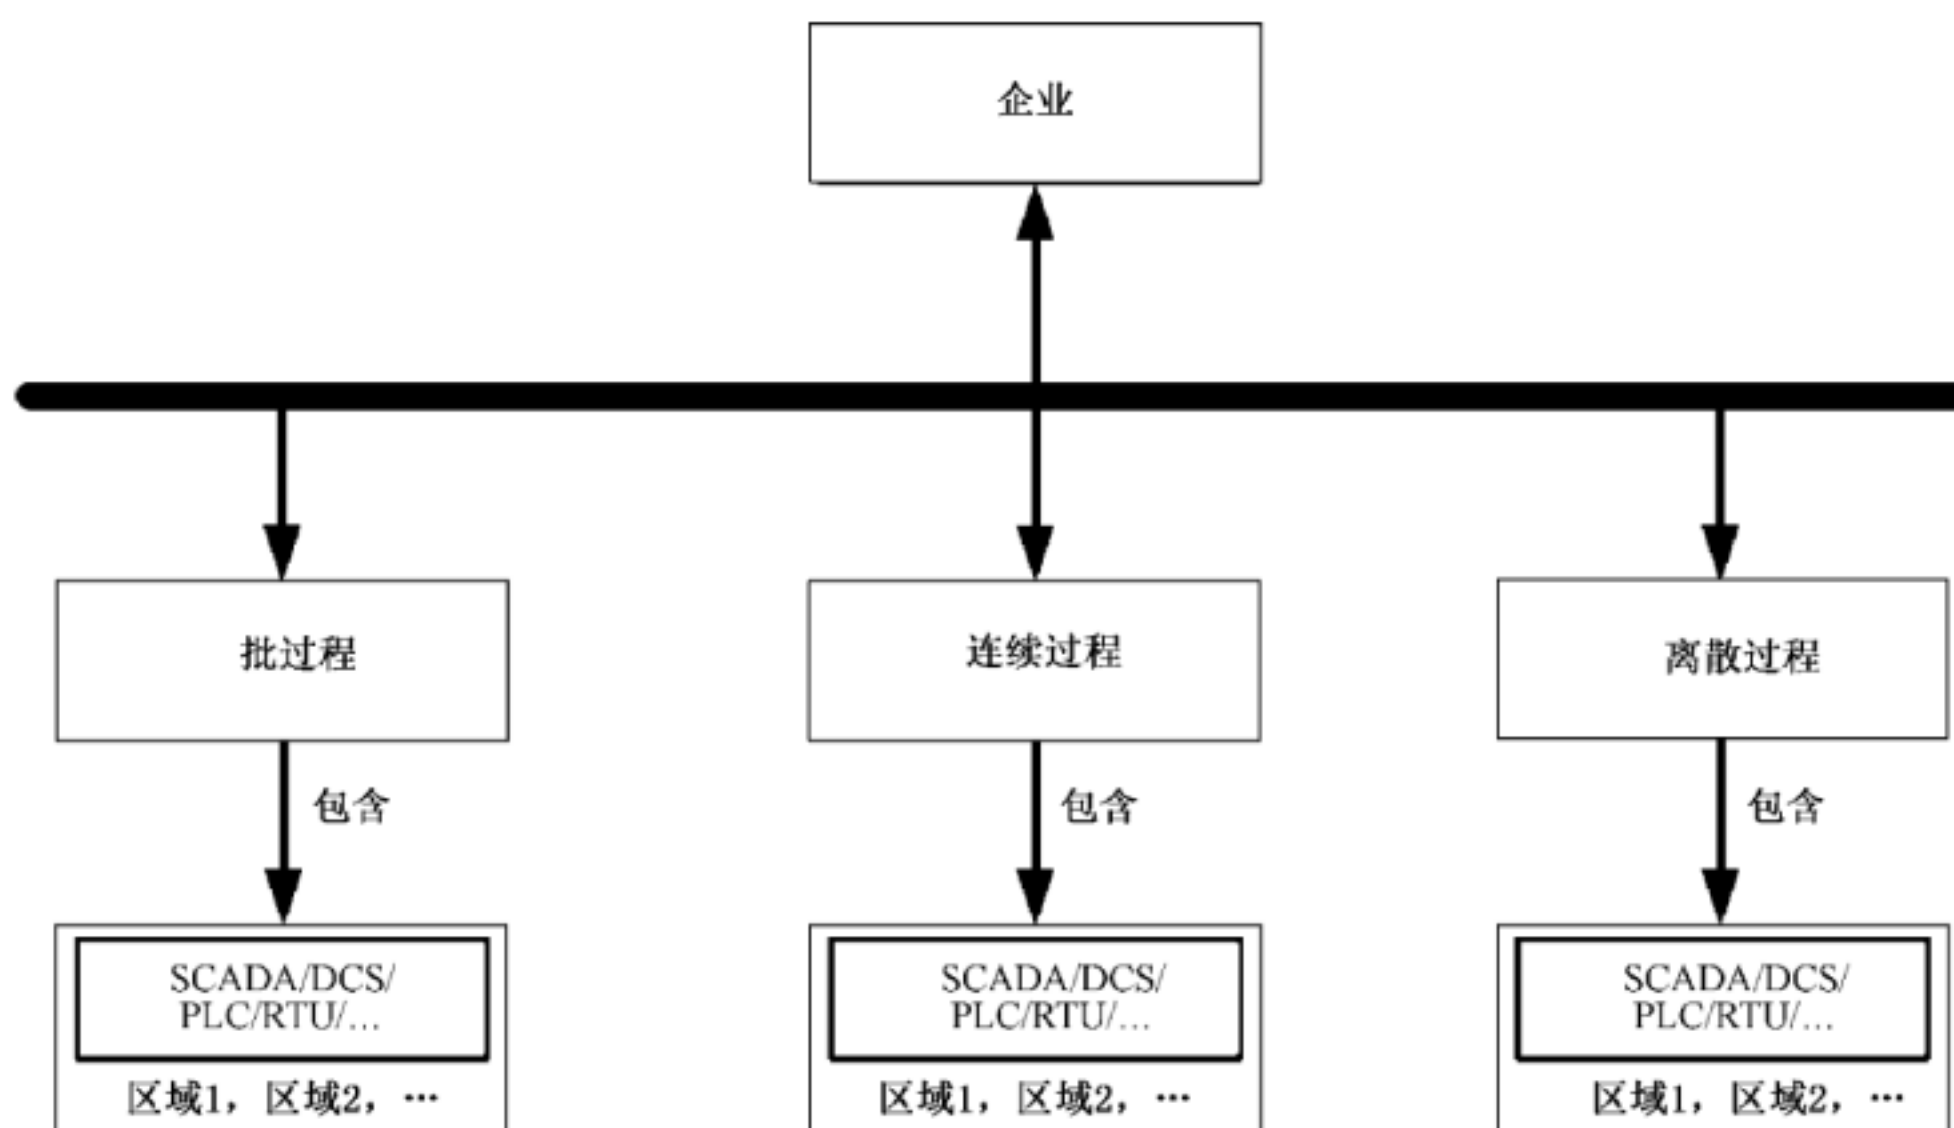 企业
批过程
连续过程
离散过程
包含
包含
包含
SCADA/DCS/
PLC/RTU/...
区域1，区域2，…
SCADA/DCS/
PLC/RTU/...
区域1，区域2，…
SCADA/DCS/
PLC/RTU/...
区域1，区域2，…